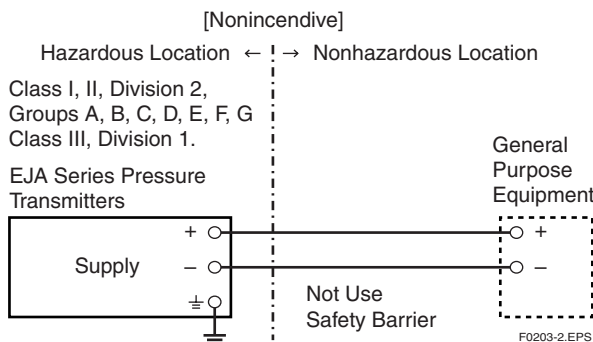 [Nonincendive]
Hazardous Location ← → Nonhazardous Location
Class I, II, Division 2,
Groups A, B, C, D, E, F, G
Class III, Division 1.
EJA Series Pressure
Transmitters
General
Purpose
Equipment
+
+
Supply
–
–
Not Use
Safety Barrier
F0203-2.EPS